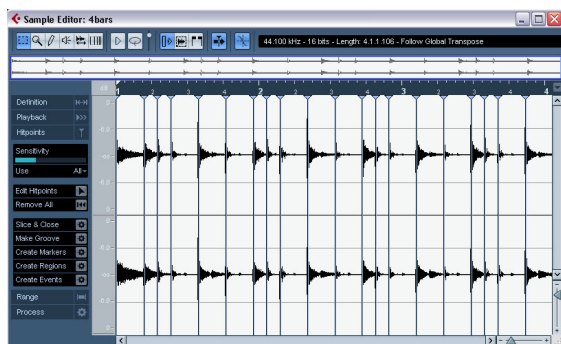 Sample Editor: 4bars
44.100 kHz - 16 bits - Length: 4.1.1.106 - Follow Global Transpose
1 2 3 4 2 2 3 4 3 2 3 4 4
Definition
Playback
Hitpoints
Sensitivity
Use All
Edit Hitpoints
Remove All
Slice & Close
Make Groove
Create Markers
Create Regions
Create Events
Range
Process